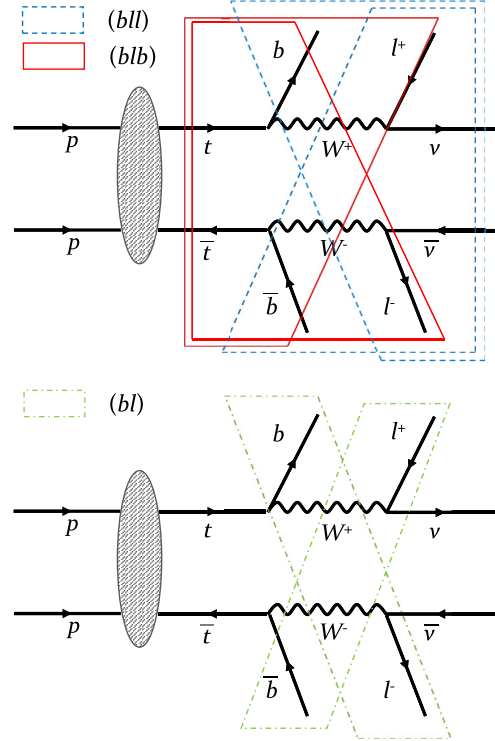 (bll)
(blb)
b l⁺
p t W⁺ ν
p t̅ W⁻ ν̅
b̅ l⁻
(bl)
b l⁺
p t W⁺ ν
p t̅ W⁻ ν̅
b̅ l⁻